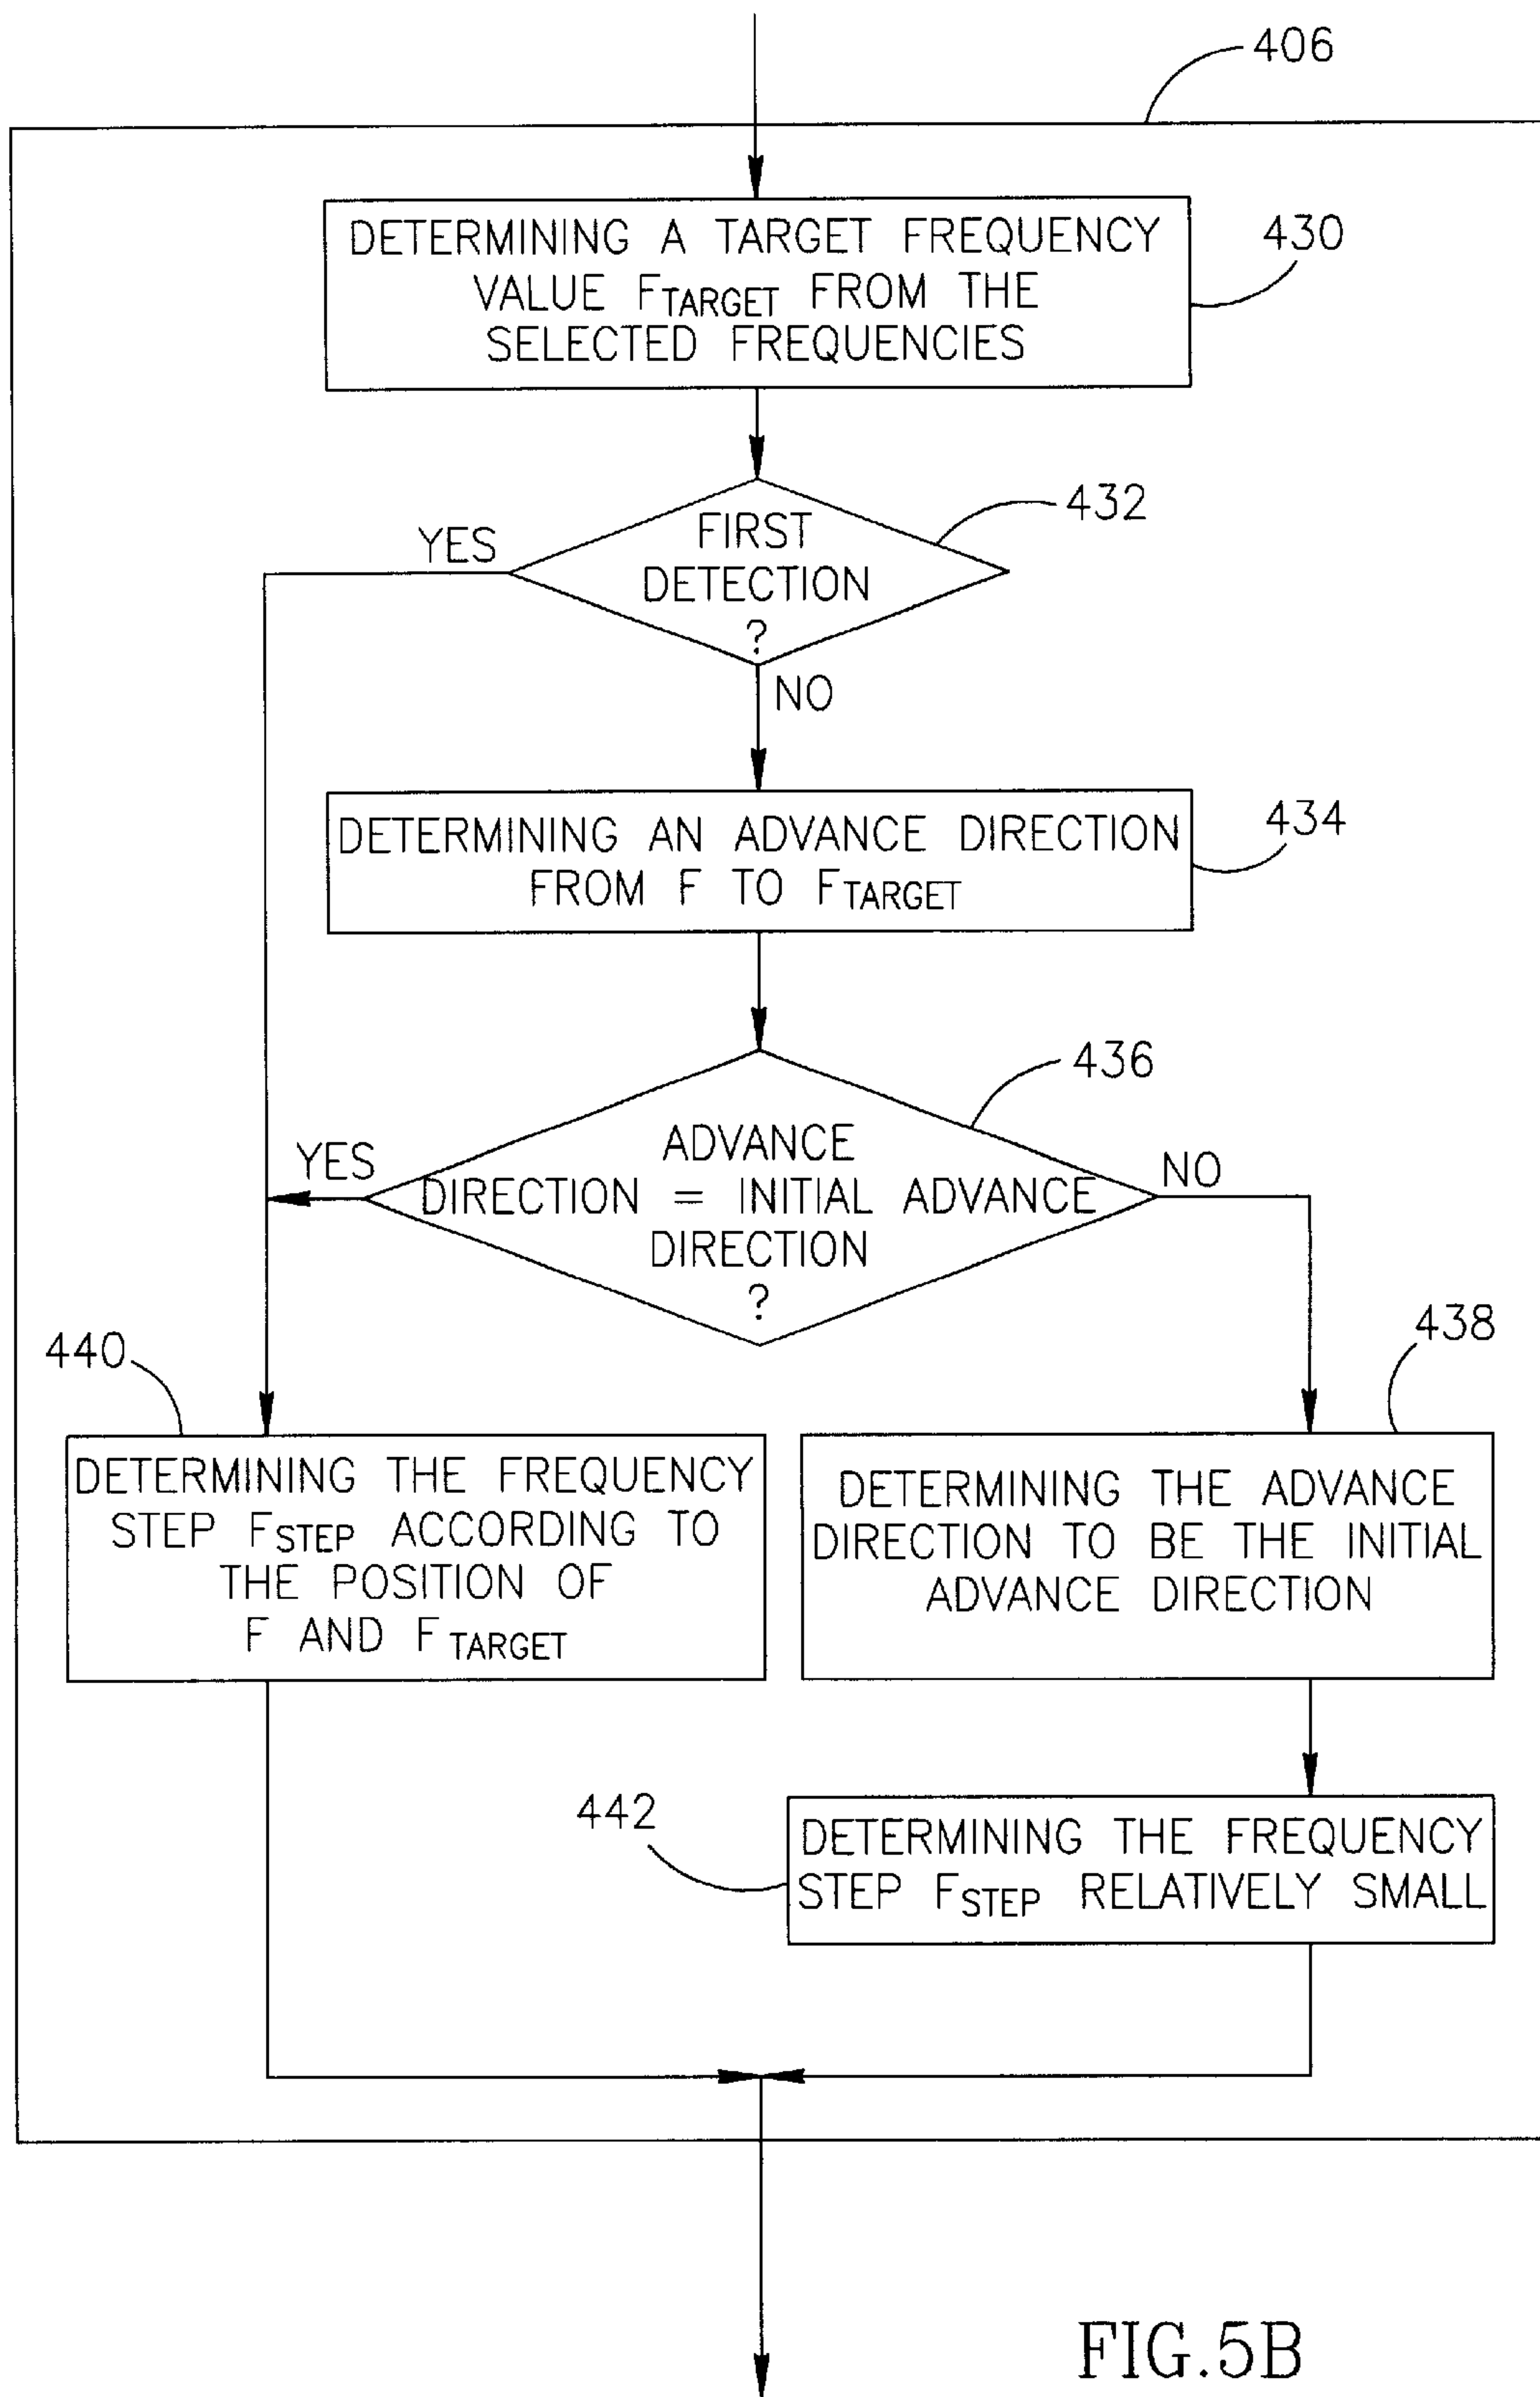 406
DETERMINING A TARGET FREQUENCY
VALUE FTARGET FROM THE
SELECTED FREQUENCIES
430
FIRST
DETECTION
?
432
YES
NO
DETERMINING AN ADVANCE DIRECTION
FROM F TO FTARGET
434
ADVANCE
DIRECTION = INITIAL ADVANCE
DIRECTION
?
436
YES
NO
440
DETERMINING THE FREQUENCY
STEP FSTEP ACCORDING TO
THE POSITION OF
F AND FTARGET
438
DETERMINING THE ADVANCE
DIRECTION TO BE THE INITIAL
ADVANCE DIRECTION
442
DETERMINING THE FREQUENCY
STEP FSTEP RELATIVELY SMALL
FIG.5B